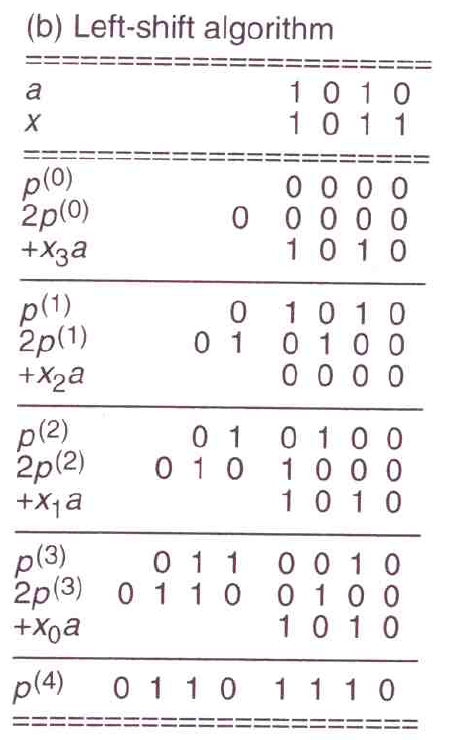 (b) Left-shift algorithm
a 1 0 1 0
x 1 0 1 1
p(0) 0 0 0 0
2p(0) 0 0 0 0 0
+x3a 1 0 1 0
p(1) 0 1 0 1 0
2p(1) 0 1 0 1 0 0
+x2a 0 0 0 0
p(2) 0 1 0 1 0 0
2p(2) 0 1 0 1 0 0 0
+x1a 1 0 1 0
p(3) 0 1 1 0 0 1 0
2p(3) 0 1 1 0 0 1 0 0
+x0a 1 0 1 0
p(4) 0 1 1 0 1 1 1 0